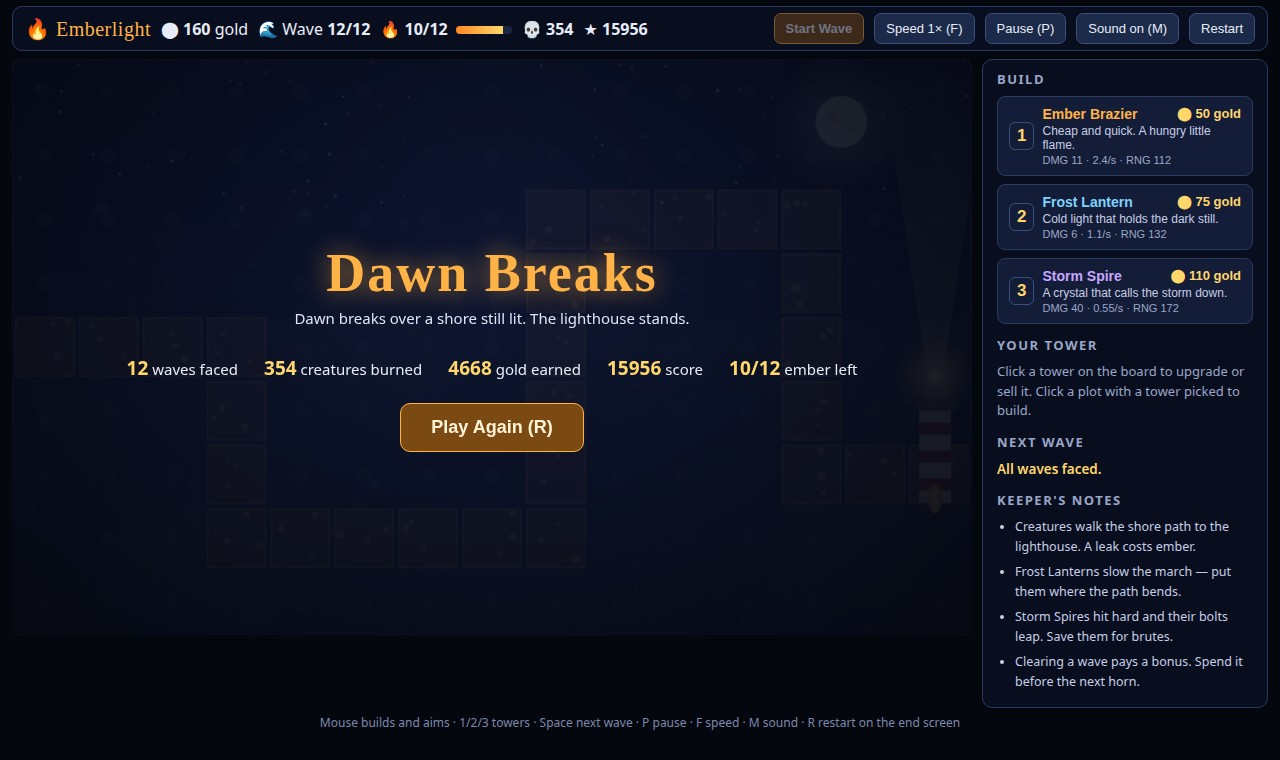 🔥 Emberlight 160 gold 🌊 Wave 12/12 🔥 10/12 💀 354 ★ 15956 Start Wave Speed 1× (F) Pause (P) Sound on (M) Restart
Dawn Breaks
Dawn breaks over a shore still lit. The lighthouse stands.
12 waves faced 354 creatures burned 4668 gold earned 15956 score 10/12 ember left
Play Again (R)
BUILD
1 Ember Brazier 50 gold
Cheap and quick. A hungry little
flame.
DMG 11 · 2.4/s · RNG 112
2 Frost Lantern 75 gold
Cold light that holds the dark still.
DMG 6 · 1.1/s · RNG 132
3 Storm Spire 110 gold
A crystal that calls the storm down.
DMG 40 · 0.55/s · RNG 172
YOUR TOWER
Click a tower on the board to upgrade or
sell it. Click a plot with a tower picked to
build.
NEXT WAVE
All waves faced.
KEEPER'S NOTES
• Creatures walk the shore path to the
lighthouse. A leak costs ember.
• Frost Lanterns slow the march — put
them where the path bends.
• Storm Spires hit hard and their bolts
leap. Save them for brutes.
• Clearing a wave pays a bonus. Spend it
before the next horn.
Mouse builds and aims · 1/2/3 towers · Space next wave · P pause · F speed · M sound · R restart on the end screen